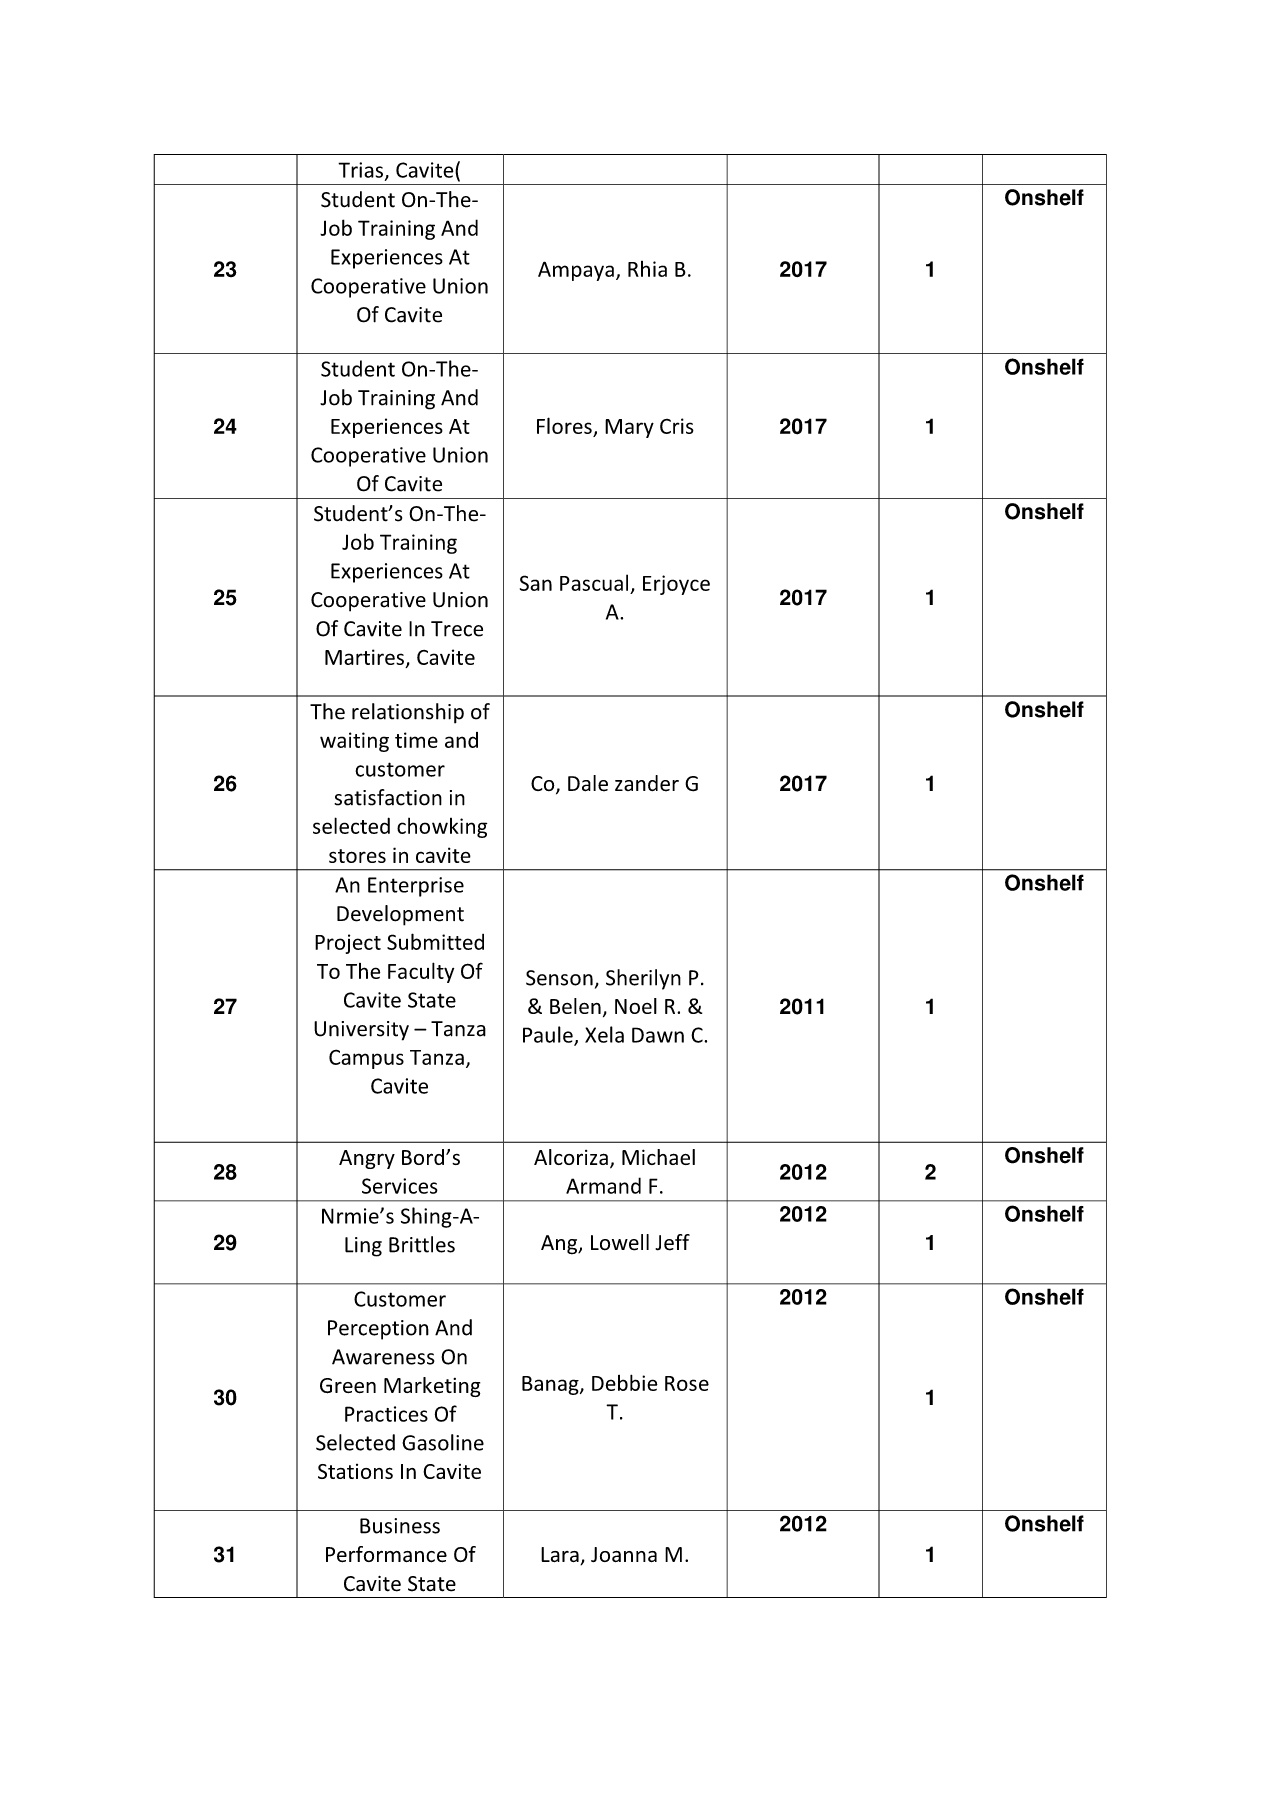 Trias, Cavite(
23
Student On-The-
Job Training And
Experiences At
Cooperative Union
Of Cavite
Ampaya, Rhia B.
2017
1
Onshelf
24
Student On-The-
Job Training And
Experiences At
Cooperative Union
Of Cavite
Flores, Mary Cris
2017
1
Onshelf
25
Student’s On-The-
Job Training
Experiences At
Cooperative Union
Of Cavite In Trece
Martires, Cavite
San Pascual, Erjoyce
A.
2017
1
Onshelf
26
The relationship of
waiting time and
customer
satisfaction in
selected chowking
stores in cavite
Co, Dale zander G
2017
1
Onshelf
27
An Enterprise
Development
Project Submitted
To The Faculty Of
Cavite State
University – Tanza
Campus Tanza,
Cavite
Senson, Sherilyn P.
& Belen, Noel R. &
Paule, Xela Dawn C.
2011
1
Onshelf
28
Angry Bord’s
Services
Alcoriza, Michael
Armand F.
2012
2
Onshelf
29
Nrmie’s Shing-A-
Ling Brittles
Ang, Lowell Jeff
2012
1
Onshelf
30
Customer
Perception And
Awareness On
Green Marketing
Practices Of
Selected Gasoline
Stations In Cavite
Banag, Debbie Rose
T.
2012
1
Onshelf
31
Business
Performance Of
Cavite State
Lara, Joanna M.
2012
1
Onshelf